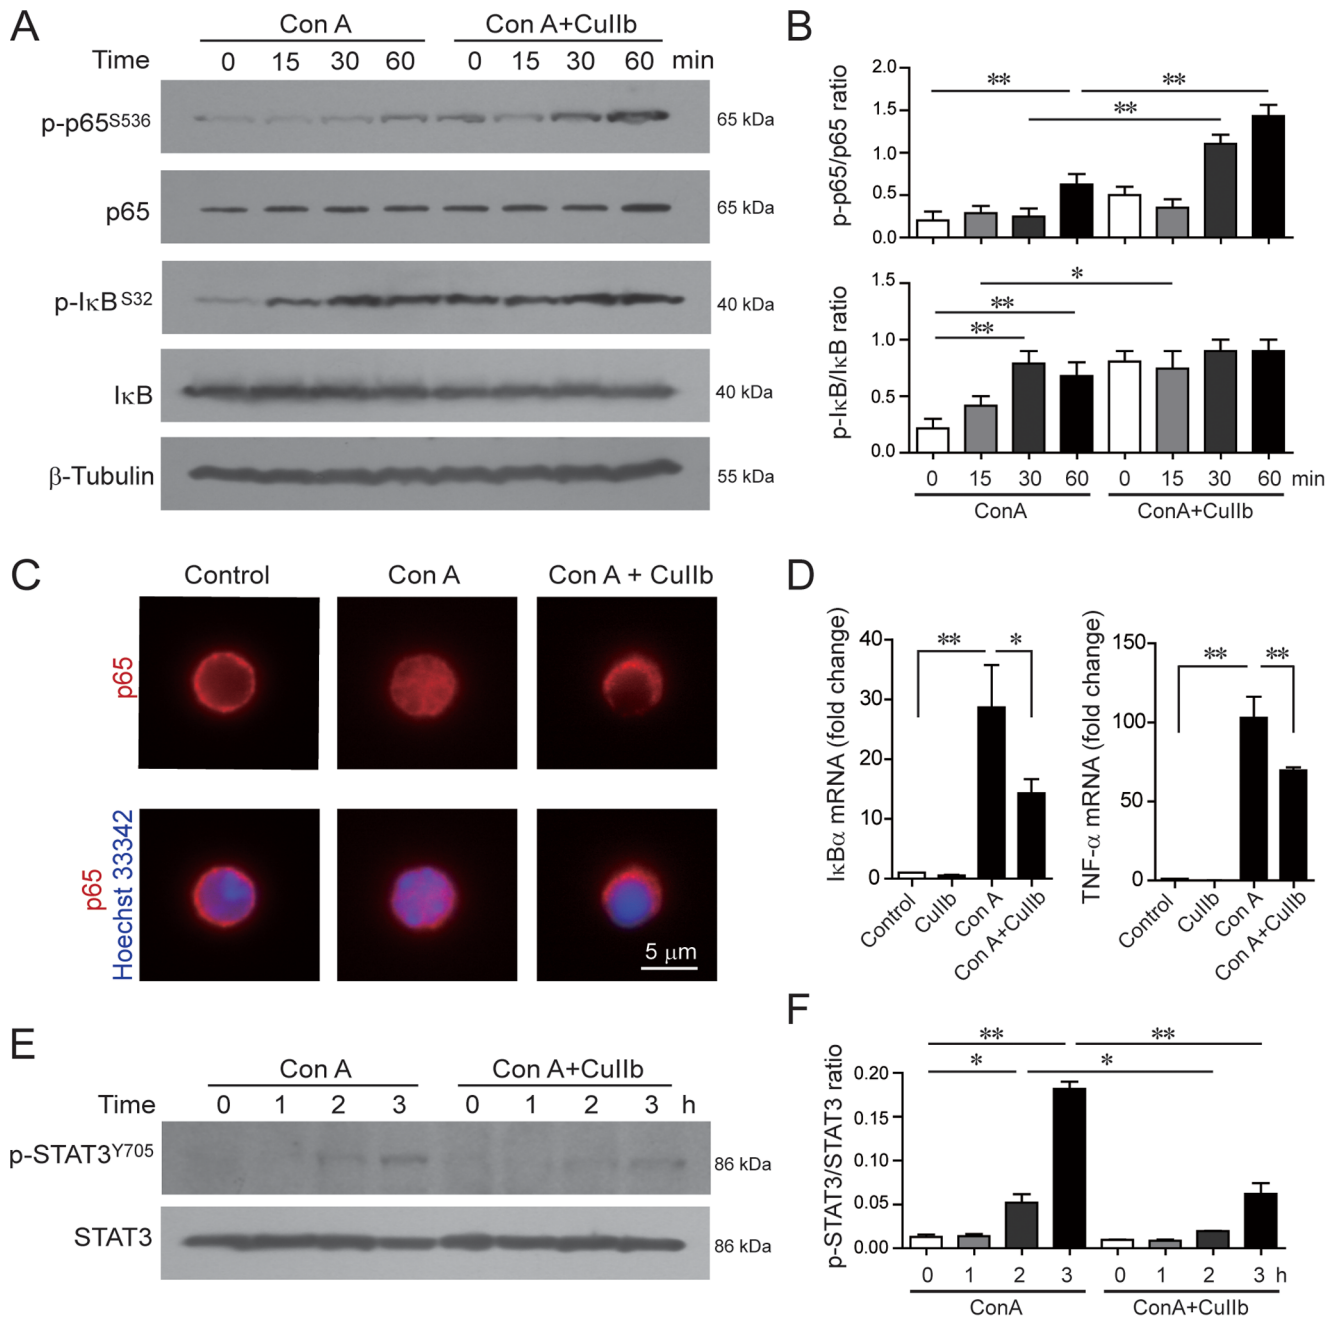 A
Con A
Con A+CuIIb
Time
0
15
30
60
0
15
30
60
min
p-p65S536
65 kDa
p65
65 kDa
p-IκBS32
40 kDa
IκB
40 kDa
β-Tubulin
55 kDa
B
p-p65/p65 ratio
2.0
1.5
1.0
0.5
0.0
**
**
**
p-IκB/IκB ratio
1.5
1.0
0.5
0.0
*
**
**
0
15
30
60
0
15
30
60
min
ConA
ConA+CuIIb
C
Control
Con A
Con A + CuIIb
p65
p65
Hoechst 33342
5 μm
D
IκBα mRNA (fold change)
40
30
20
10
0
**
*
Control
CuIIb
Con A
Con A+CuIIb
TNF-α mRNA (fold change)
150
100
50
0
**
**
Control
CuIIb
Con A
Con A+CuIIb
E
Con A
Con A+CuIIb
Time
0
1
2
3
0
1
2
3
h
p-STAT3Y705
86 kDa
STAT3
86 kDa
F
p-STAT3/STAT3 ratio
0.20
0.15
0.10
0.05
0.00
**
**
*
*
0
1
2
3
0
1
2
3
h
ConA
ConA+CuIIb